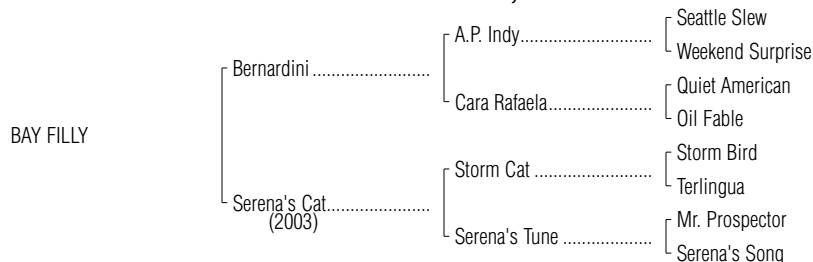 Seattle Slew
A.P. Indy..............................
Weekend Surprise
Bernardini ..........................
Quiet American
Cara Rafaela.......................
Oil Fable
BAY FILLY
Storm Bird
Storm Cat ..........................
Terlingua
Serena's Cat.......................
(2003)
Mr. Prospector
Serena's Tune ....................
Serena's Song